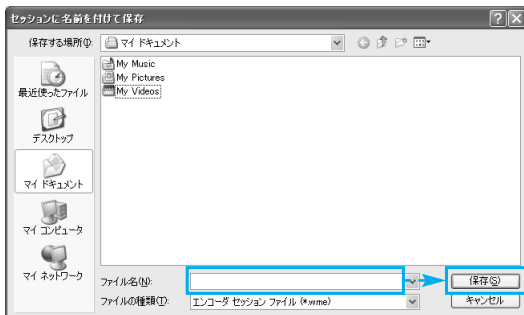 セッションに名前を付けて保存
保存する場所(I):
マイ ドキュメント
最近使ったファイル
デスクトップ
マイ ドキュメント
マイ コンピュータ
マイ ネットワーク
My Music
My Pictures
My Videos
ファイル名(N):
保存(S)
ファイルの種類(T):
エンコーダ セッション ファイル (*.wme)
キャンセル